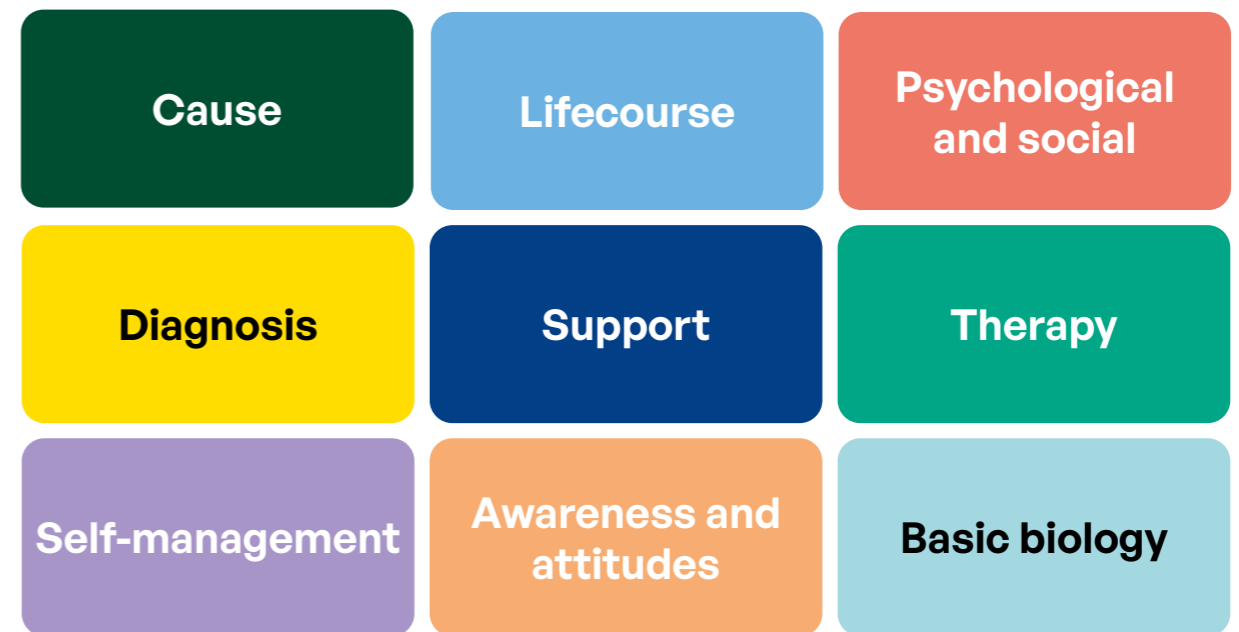 Cause
Lifecourse
Psychological
and social
Diagnosis
Support
Therapy
Self-management
Awareness and
attitudes
Basic biology